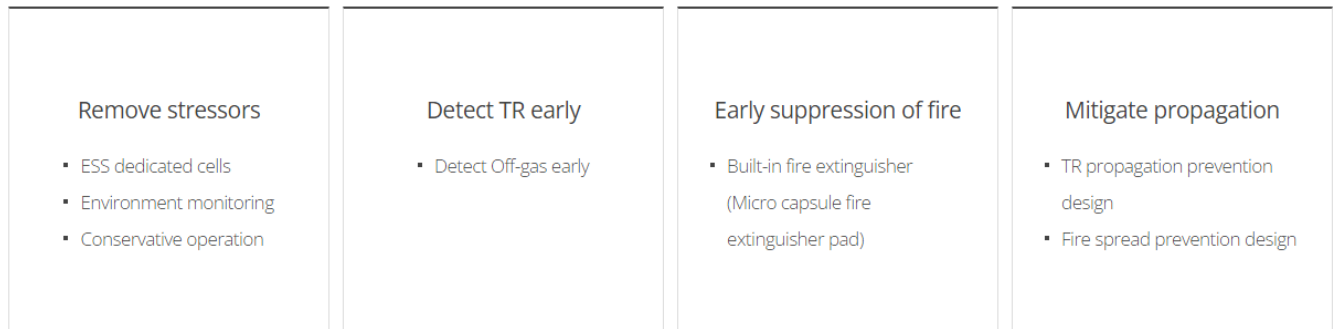 Remove stressors
▪ ESS dedicated cells
▪ Environment monitoring
▪ Conservative operation
Detect TR early
▪ Detect Off-gas early
Early suppression of fire
▪ Built-in fire extinguisher
(Micro capsule fire
extinguisher pad)
Mitigate propagation
▪ TR propagation prevention
design
▪ Fire spread prevention design